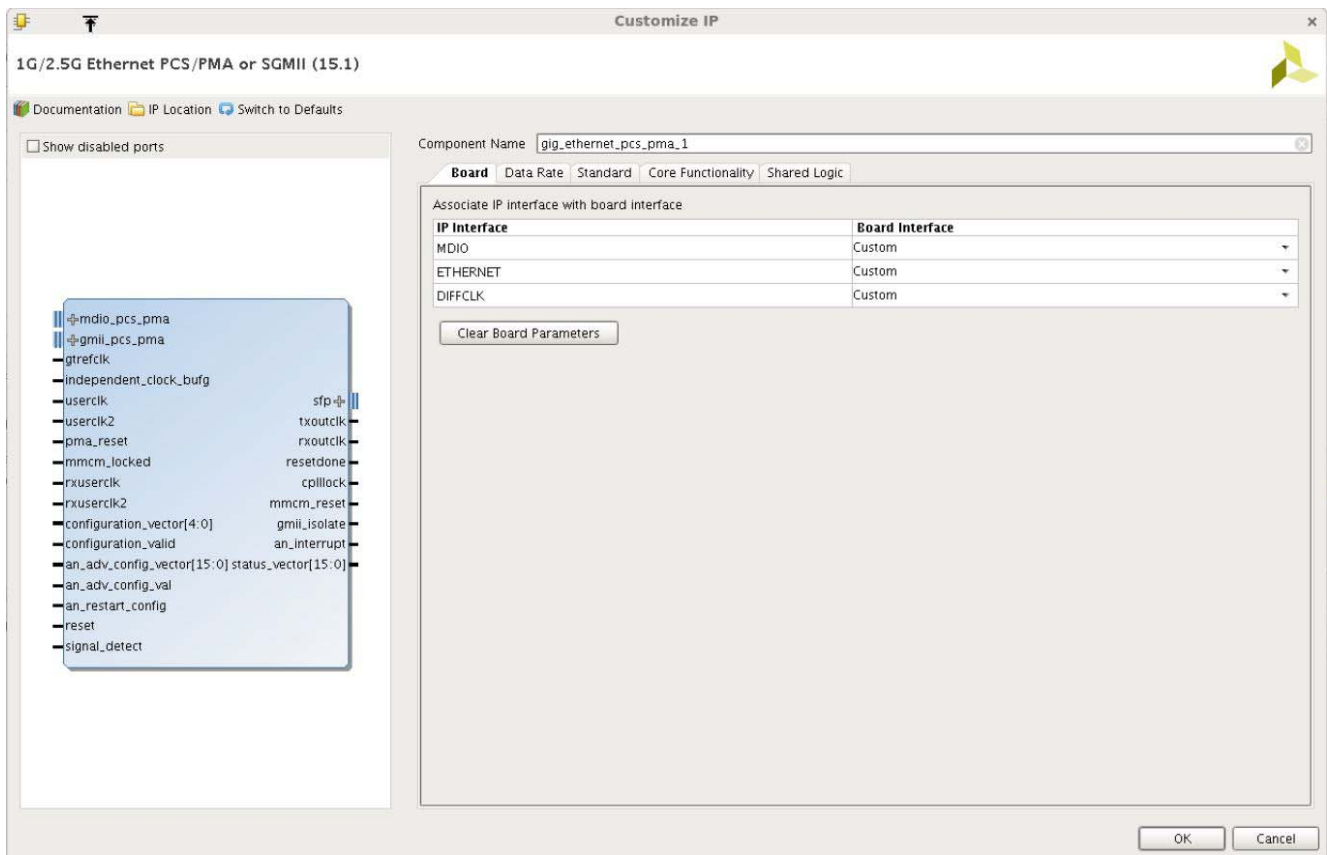 Customize IP
1G/2.5G Ethernet PCS/PMA or SGMII (15.1)
Documentation IP Location Switch to Defaults
Show disabled ports
mdio_pcs_pma
gmii_pcs_pma
gtrefclk
independent_clock_bufg
userclk sfp
userclk2 txoutclk
pma_reset rxoutclk
mmcm_locked resetdone
rxuserclk cplllock
rxuserclk2 mmcm_reset
configuration_vector[4:0] gmii_isolate
configuration_valid an_interrupt
an_adv_config_vector[15:0] status_vector[15:0]
an_adv_config_val
an_restart_config
reset
signal_detect
Component Name gig_ethernet_pcs_pma_1
Board Data Rate Standard Core Functionality Shared Logic
Associate IP interface with board interface
IP Interface Board Interface
MDIO Custom
ETHERNET Custom
DIFFCLK Custom
Clear Board Parameters
OK Cancel